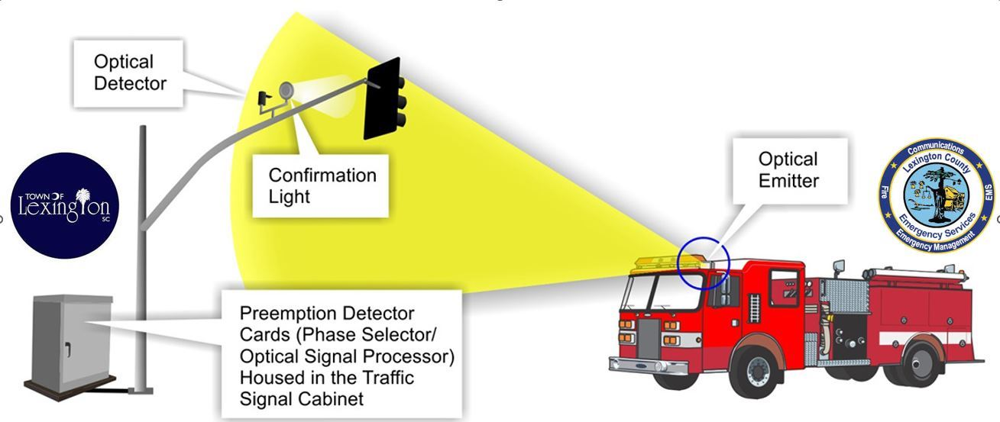 Optical
Detector
Confirmation
Light
Optical
Emitter
TOWN OF
Lexington
SC
Communications
Lexington County
Fire
EMS
Emergency Services
Emergency Management
Preemption Detector
Cards (Phase Selector/
Optical Signal Processor)
Housed in the Traffic
Signal Cabinet